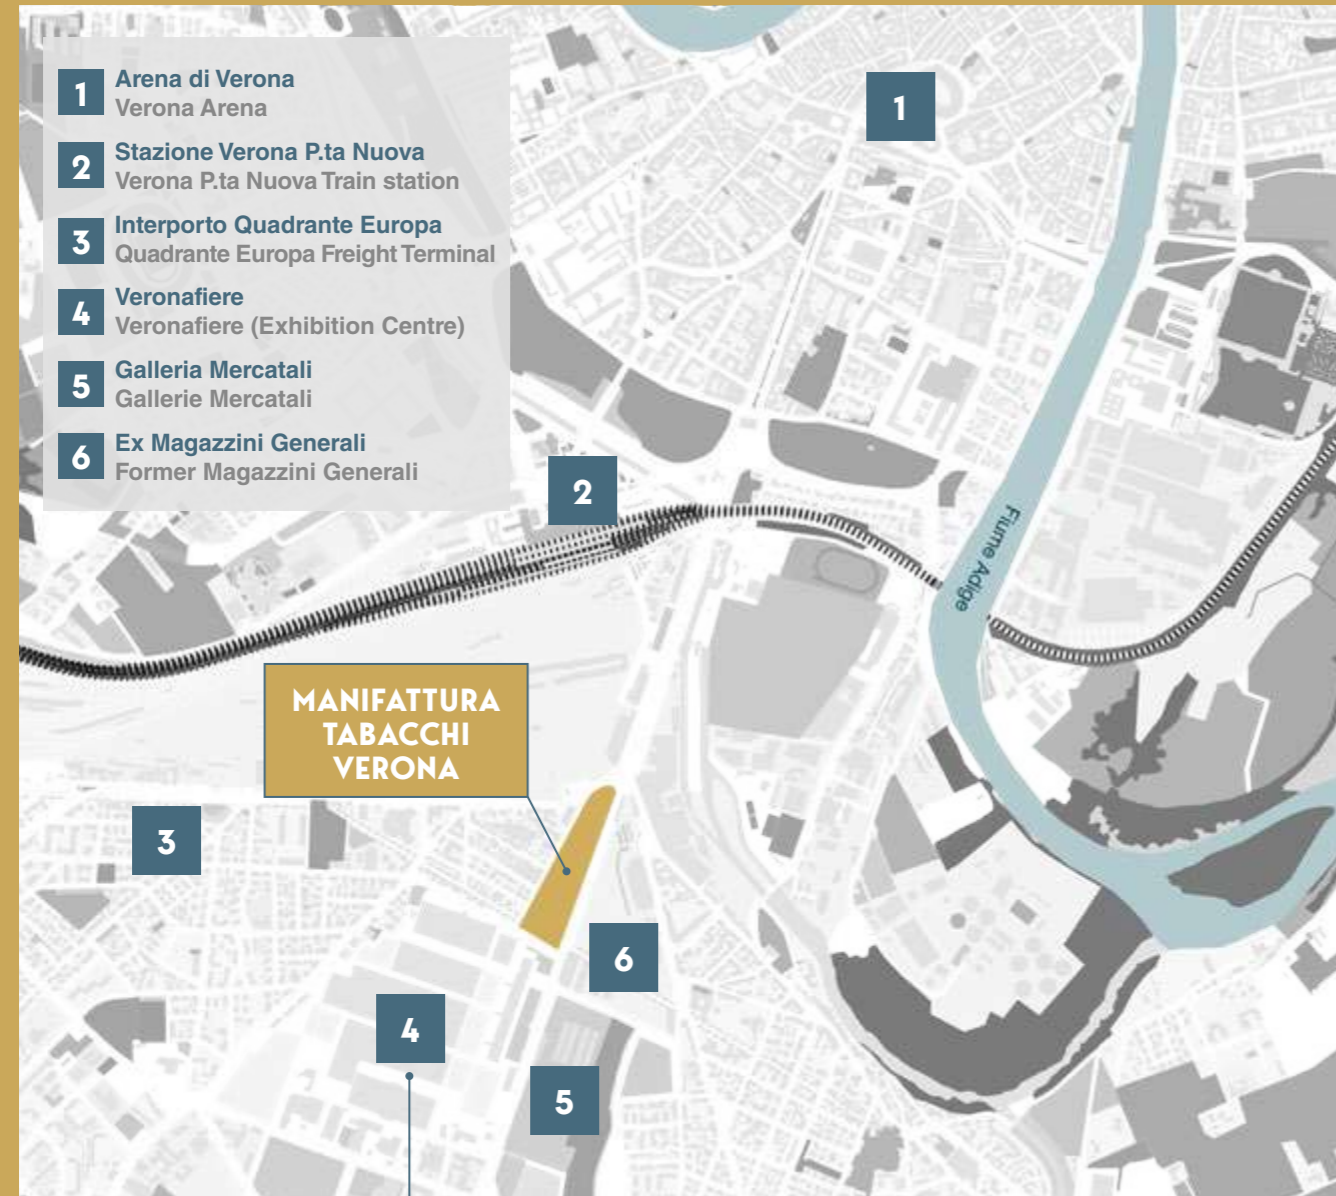 1 Arena di Verona
Verona Arena
2 Stazione Verona P.ta Nuova
Verona P.ta Nuova Train station
3 Interporto Quadrante Europa
Quadrante Europa Freight Terminal
4 Veronafiere
Veronafiere (Exhibition Centre)
5 Galleria Mercatali
Gallerie Mercatali
6 Ex Magazzini Generali
Former Magazzini Generali
1
2
Fiume Adige
MANIFATTURA
TABACCHI
VERONA
3
6
4
5